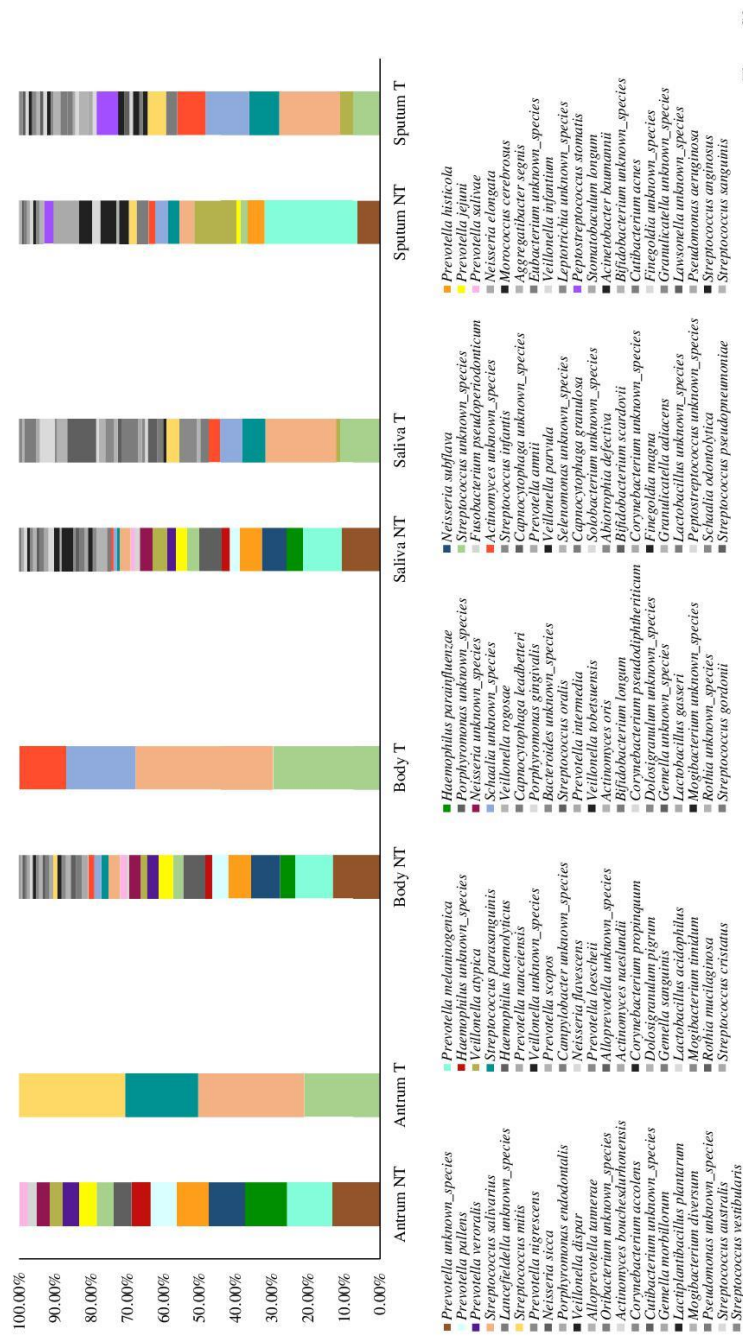 100.00%
90.00%
80.00%
70.00%
60.00%
50.00%
40.00%
30.00%
20.00%
10.00%
0.00%
Antrum NT
Antrum T
Body NT
Body T
Saliva NT
Saliva T
Sputum NT
Sputum T
Prevotella unknown_species
Prevotella pallens
Prevotella veroralis
Streptococcus salivarius
Lancefieldella unknown_species
Streptococcus mitis
Prevotella nigrescens
Neisseria sicca
Porphyromonas endodontalis
Veillonella dispar
Alloprevotella tannerae
Oribacterium unknown_species
Actinomyces bouchesdurhonensis
Corynebacterium accolens
Cutibacterium unknown_species
Gemella morbillorum
Lactiplantibacillus plantarum
Mogibacterium diversum
Pseudomonas unknown_species
Streptococcus australis
Streptococcus vestibularis
Prevotella melaninogenica
Haemophilus unknown_species
Veillonella atypica
Streptococcus parasanguinis
Haemophilus haemolyticus
Prevotella nanceiensis
Veillonella unknown_species
Prevotella scopos
Campylobacter unknown_species
Neisseria flavescens
Prevotella loescheii
Alloprevotella unknown_species
Actinomyces naeslundii
Corynebacterium propinquum
Dolosigranulum pigrum
Gemella sanguinis
Lactobacillus acidophilus
Mogibacterium timidum
Rothia mucilaginosa
Streptococcus cristatus
Haemophilus parainfluenzae
Porphyromonas unknown_species
Neisseria unknown_species
Schaalia unknown_species
Veillonella rogosae
Capnocytophaga leadbetteri
Porphyromonas gingivalis
Bacteroides unknown_species
Streptococcus oralis
Prevotella intermedia
Veillonella tobetsuensis
Actinomyces oris
Bifidobacterium longum
Corynebacterium pseudodiphtheriticum
Dolosigranulum unknown_species
Gemella unknown_species
Lactobacillus gasseri
Mogibacterium unknown_species
Rothia unknown_species
Streptococcus gordonii
Neisseria subflava
Streptococcus unknown_species
Fusobacterium pseudoperiodonticum
Actinomyces unknown_species
Streptococcus infantis
Capnocytophaga unknown_species
Prevotella amnii
Veillonella parvula
Selenomonas unknown_species
Capnocytophaga granulosa
Solobacterium unknown_species
Abiotrophia defectiva
Bifidobacterium scardovii
Corynebacterium unknown_species
Finegoldia magna
Granulicatella adiacens
Lactobacillus unknown_species
Peptostreptococcus unknown_species
Schaalia odontolytica
Streptococcus pseudopneumoniae
Prevotella histicola
Prevotella jejuni
Prevotella salivae
Neisseria elongata
Morococcus cerebrosus
Aggregatibacter segnis
Eubacterium unknown_species
Veillonella infantium
Leptotrichia unknown_species
Peptostreptococcus stomatis
Stomatobaculum longum
Acinetobacter baumannii
Bifidobacterium unknown_species
Cutibacterium acnes
Finegoldia unknown_species
Granulicatella unknown_species
Lawsonella unknown_species
Pseudomonas aeruginosa
Streptococcus anginosus
Streptococcus sanguinis